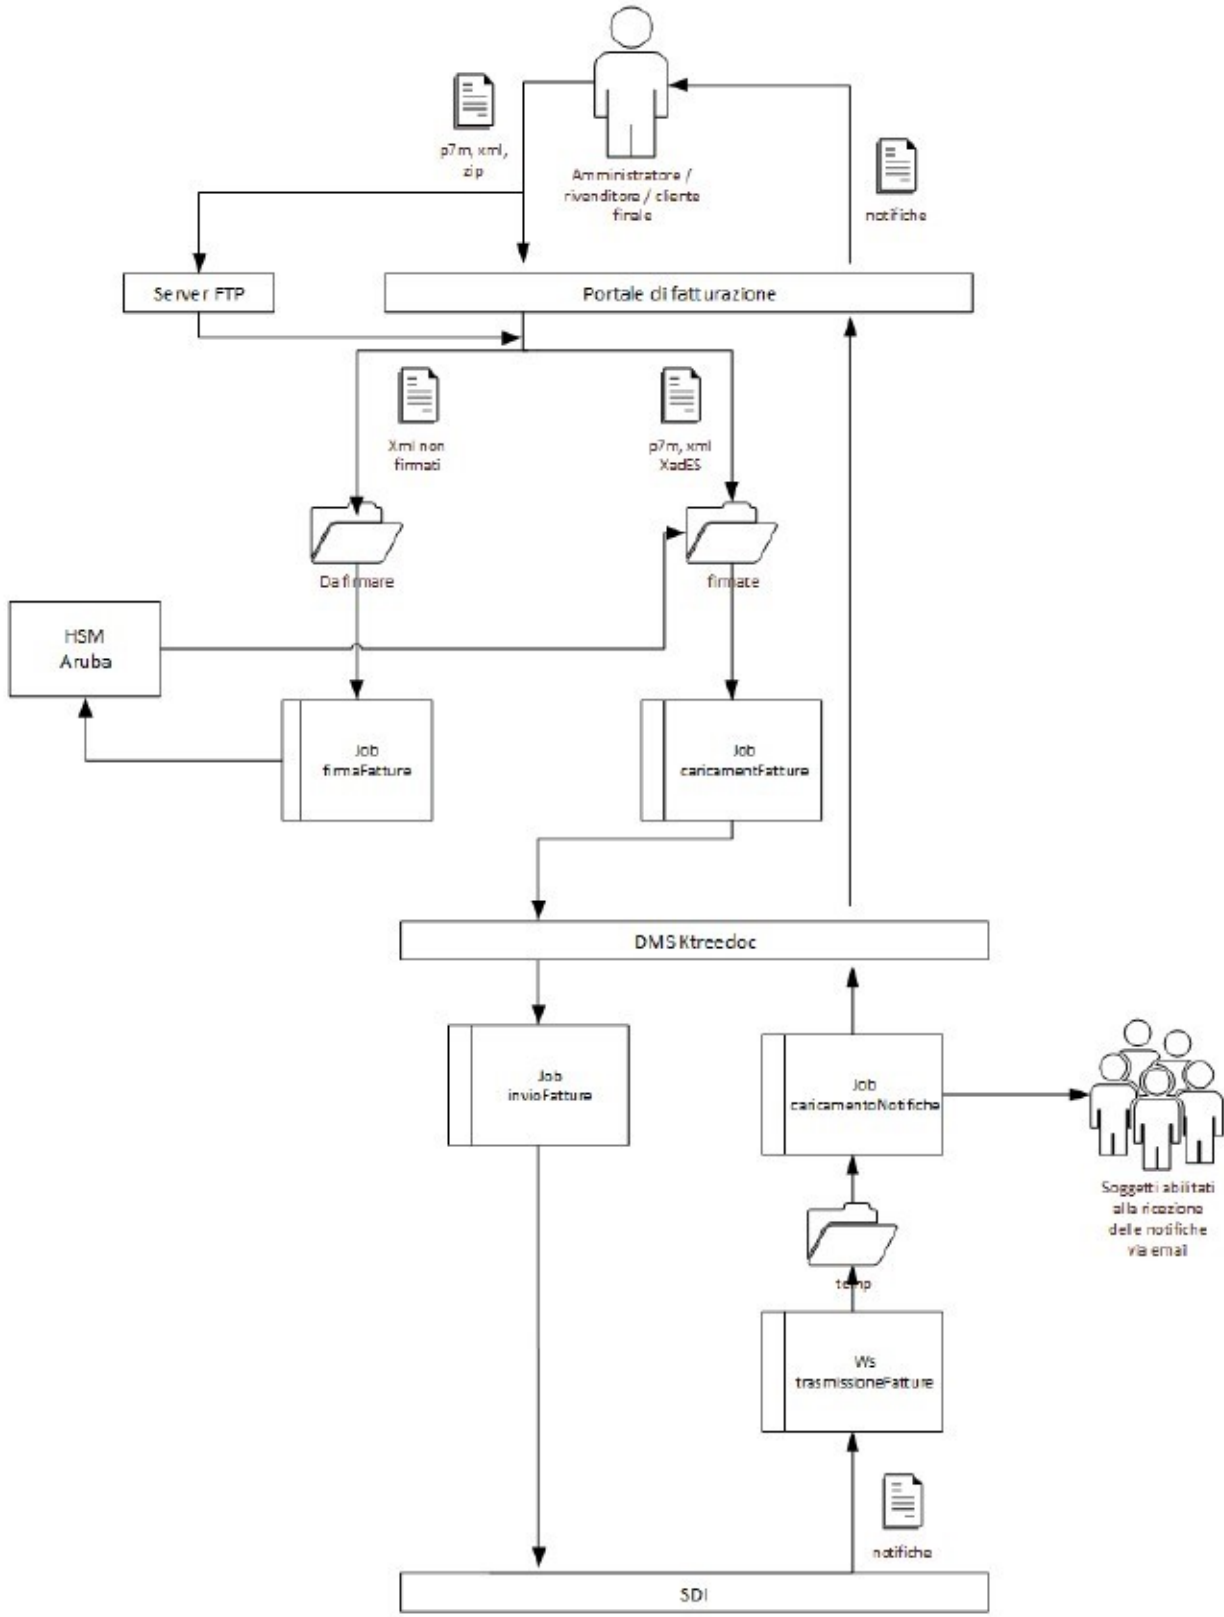 p7m, xml,
zip
Amministratore /
rivenditore / cliente
finale
notifiche
Server FTP
Portale di fatturazione
Xml non
firmati
p7m, xml
XadES
Da firmare
firmate
HSM
Aruba
Job
firmaFatture
Job
caricamentFatture
DMS Ktreedoc
Job
invioFatture
Job
caricamentoNotifiche
Soggetti abilitati
alla ricezione
delle notifiche
via email
temp
Ws
trasmissioneFatture
notifiche
SDI